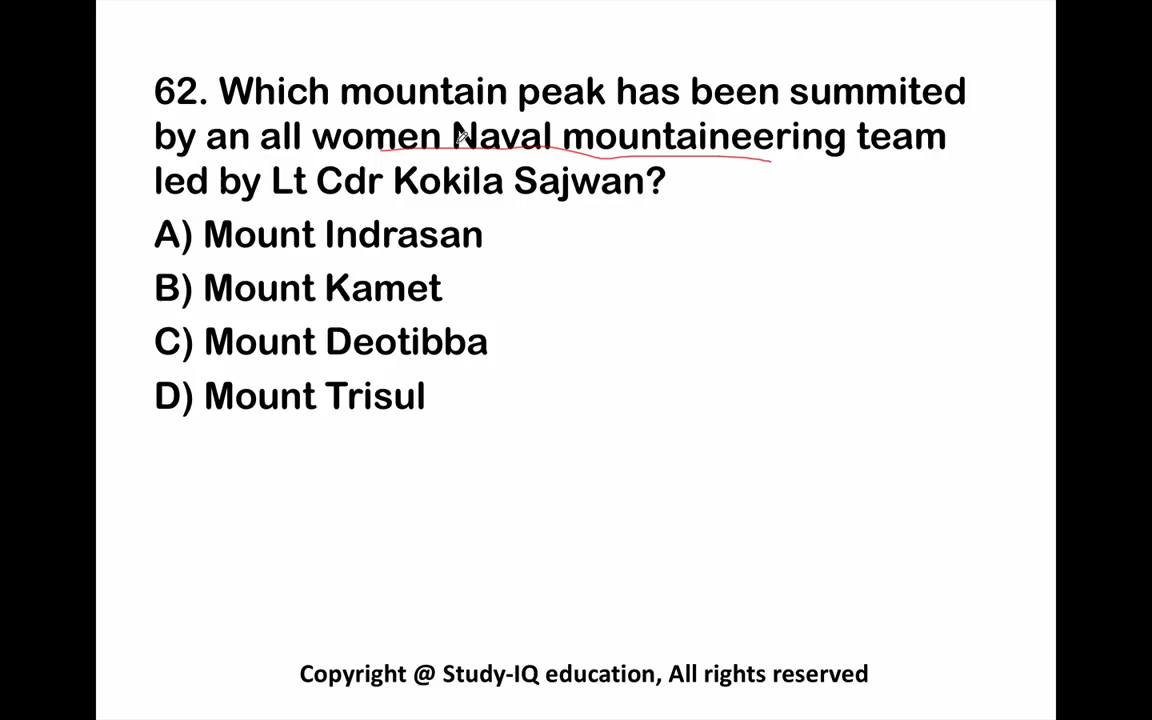 62. Which mountain peak has been summited
by an all women Naval mountaineering team
led by Lt Cdr Kokila Sajwan?
A) Mount Indrasan
B) Mount Kamet
C) Mount Deotibba
D) Mount Trisul
Copyright @ Study-IQ education, All rights reserved